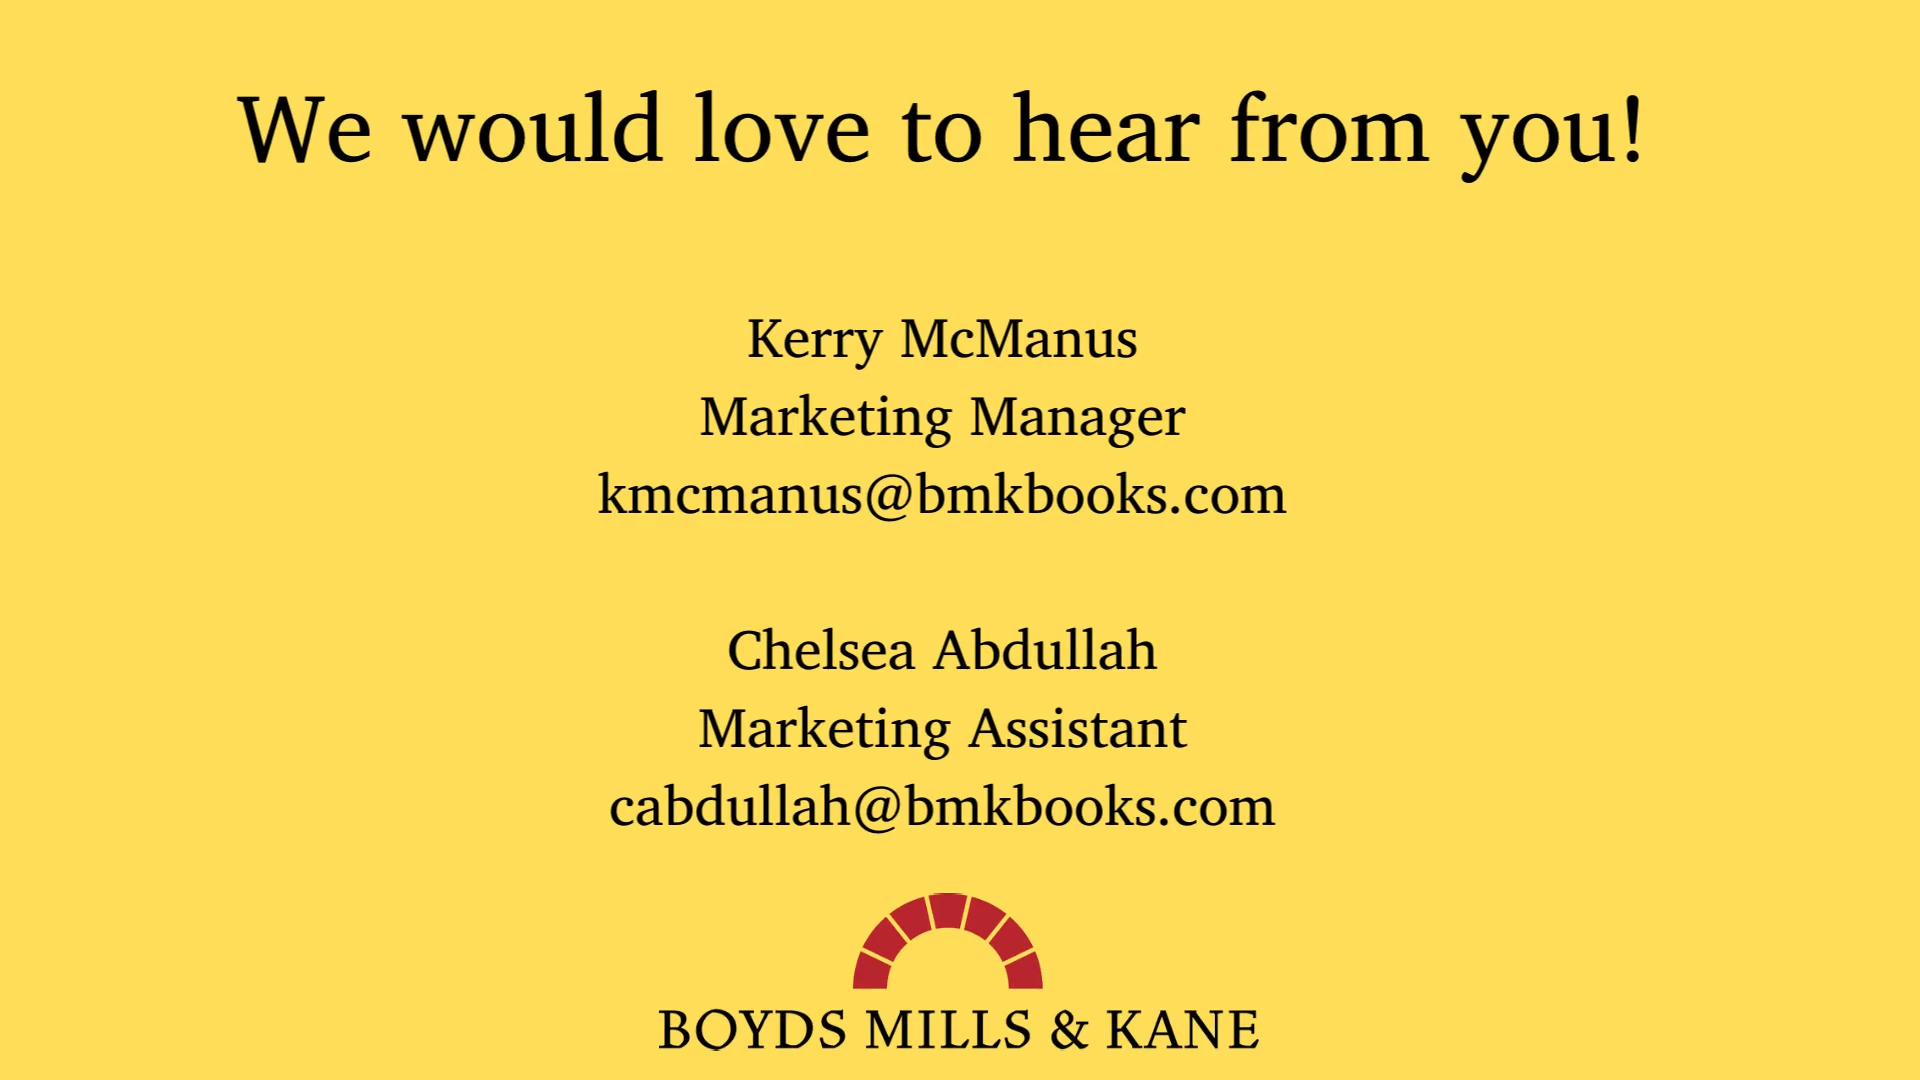 We would love to hear from you!
Kerry McManus
Marketing Manager
kmcmanus@bmkbooks.com
Chelsea Abdullah
Marketing Assistant
cabdullah@bmkbooks.com
BOYDS MILLS & KANE